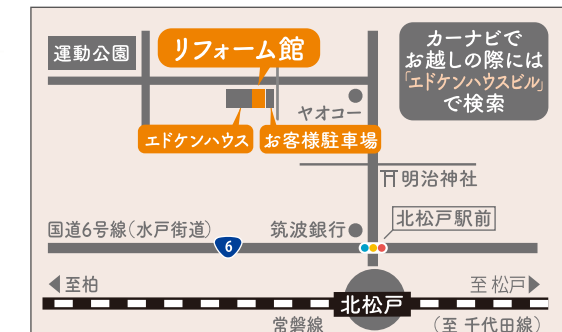 運動公園
リフォーム館
カーナビで
お越しの際には
「エドケンハウスビル」
で検索
ヤオコー
エドケンハウス
お客様駐車場
明治神社
北松戸駅前
国道6号線(水戸街道)
6
筑波銀行
◀至柏
至 松戸▶
北松戸
常磐線
(至 千代田線)